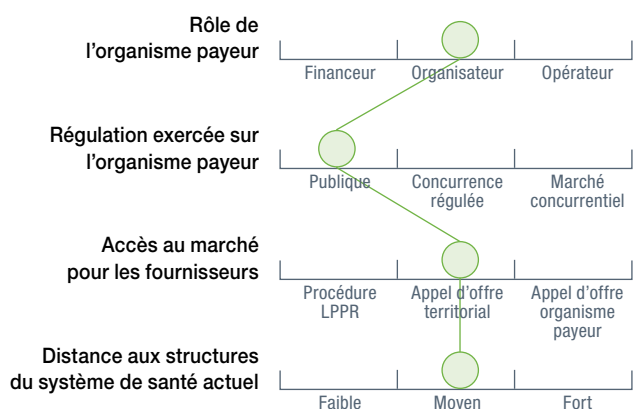 Rôle de
l'organisme payeur
Financeur Organisateur Opérateur
Régulation exercée sur
l'organisme payeur
Publique Concurrence régulée Marché concurrentiel
Accès au marché
pour les fournisseurs
Procédure LPPR Appel d'offre territorial Appel d'offre organisme payeur
Distance aux structures
du système de santé actuel
Faible Moyen Fort